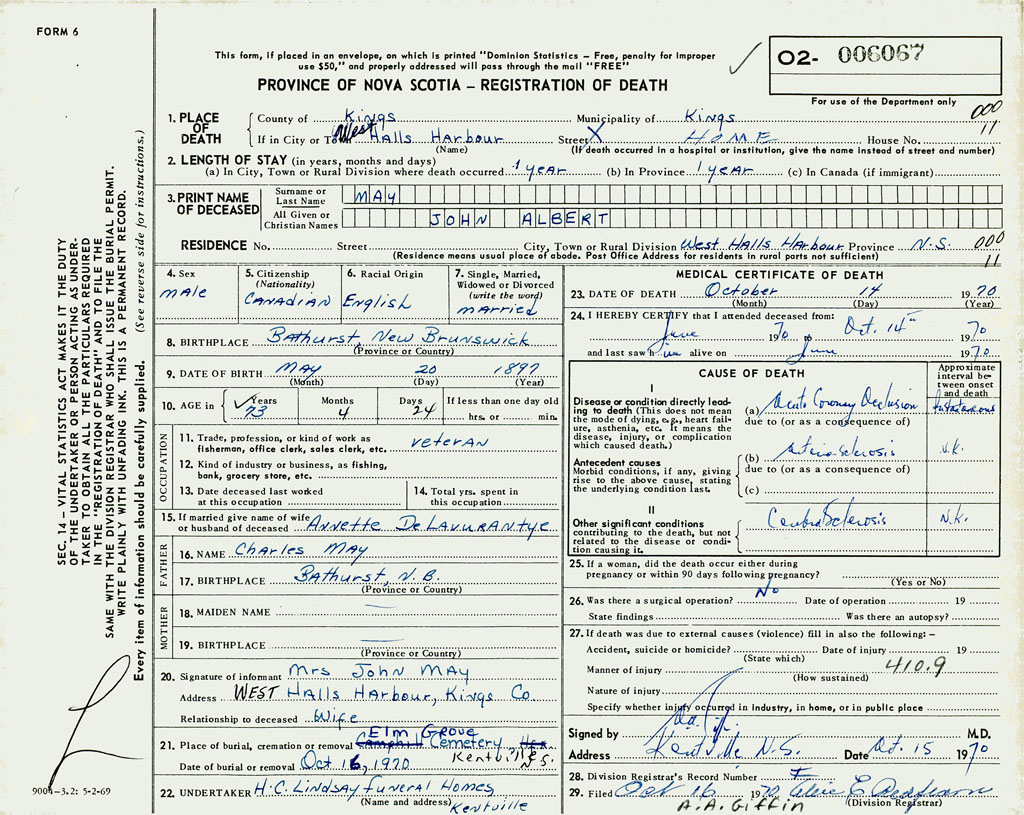 FORM 6
This form, if placed in an envelope, on which is printed "Dominion Statistics – Free, penalty for improper
use $50," and properly addressed will pass through the mail "FREE"
PROVINCE OF NOVA SCOTIA – REGISTRATION OF DEATH
O2- 006067
For use of the Department only
SEC. 14 – VITAL STATISTICS ACT MAKES IT THE DUTY
OF THE UNDERTAKER OR PERSON ACTING AS UNDER-
TAKER TO OBTAIN ALL THE PARTICULARS REQUIRED
IN THE "REGISTRATION OF DEATH" AND TO FILE THE
SAME WITH THE DIVISION REGISTRAR WHO SHALL ISSUE THE BURIAL PERMIT.
WRITE PLAINLY WITH UNFADING INK. THIS IS A PERMANENT RECORD.
Every item of information should be carefully supplied. (See reverse side for instructions.)
1. PLACE OF DEATH
County of Kings Municipality of Kings 000
If in City or Town West Halls Harbour Street X HOME House No. 11
(Name) (If death occurred in a hospital or institution, give the name instead of street and number)
2. LENGTH OF STAY (in years, months and days)
(a) In City, Town or Rural Division where death occurred 1 year (b) In Province 1 year (c) In Canada (if immigrant)
3. PRINT NAME OF DECEASED
Surname or Last Name MAY
All Given or Christian Names JOHN ALBERT
RESIDENCE No. Street City, Town or Rural Division West Halls Harbour Province N.S. 000
(Residence means usual place of abode. Post Office Address for residents in rural parts not sufficient) 11
4. Sex
male
5. Citizenship
(Nationality)
CANADIAN
6. Racial Origin
English
7. Single, Married,
Widowed or Divorced
(write the word)
married
8. BIRTHPLACE Bathurst, New Brunswick
(Province or Country)
9. DATE OF BIRTH MAY 20 1897
(Month) (Day) (Year)
10. AGE in Years 73 Months 4 Days 24 If less than one day old
hrs. or min.
OCCUPATION
11. Trade, profession, or kind of work as
fisherman, office clerk, sales clerk, etc. veteran
12. Kind of industry or business, as fishing,
bank, grocery store, etc.
13. Date deceased last worked
at this occupation
14. Total yrs. spent in
this occupation
15. If married give name of wife
or husband of deceased Annette DeLavurantye
FATHER
16. NAME Charles May
17. BIRTHPLACE Bathurst, N.B.
(Province or Country)
MOTHER
18. MAIDEN NAME —
19. BIRTHPLACE —
(Province or Country)
20. Signature of informant Mrs John MAY
Address WEST Halls Harbour, Kings Co.
Relationship to deceased Wife
21. Place of burial, cremation or removal Elm Grove Cemetery, Kentville N.S.
Date of burial or removal Oct 16, 1970
22. UNDERTAKER H.C. Lindsay Funeral Homes
(Name and address) Kentville
9004-3.2: 5-2-69
MEDICAL CERTIFICATE OF DEATH
23. DATE OF DEATH October 14 1970
(Month) (Day) (Year)
24. I HEREBY CERTIFY that I attended deceased from:
June 1970 to Oct. 14th 1970
and last saw him alive on June 1970
CAUSE OF DEATH
Approximate
interval be-
tween onset
and death
I
Disease or condition directly lead-
ing to death (This does not mean
the mode of dying, e.g., heart fail-
ure, asthenia, etc. It means the
disease, injury, or complication
which caused death.)
(a) Acute Coronary Occlusion
due to (or as a consequence of)
Antecedent causes
Morbid conditions, if any, giving
rise to the above cause, stating
the underlying condition last.
(b) Arteriosclerosis
due to (or as a consequence of)
(c)
II
Other significant conditions
contributing to the death, but not
related to the disease or condi-
tion causing it.
N.K.
25. If a woman, did the death occur either during
pregnancy or within 90 days following pregnancy?
(Yes or No)
26. Was there a surgical operation? No Date of operation 19
State findings Was there an autopsy?
27. If death was due to external causes (violence) fill in also the following: –
Accident, suicide or homicide? Date of injury 19
(State which)
Manner of injury 410.9
(How sustained)
Nature of injury
Specify whether injury occurred in industry, in home, or in public place
Signed by M.D.
Address Kentville N.S. Date Oct. 15 1970
28. Division Registrar's Record Number
29. Filed Oct 16 1970
(Division Registrar)
A.A. Giffin